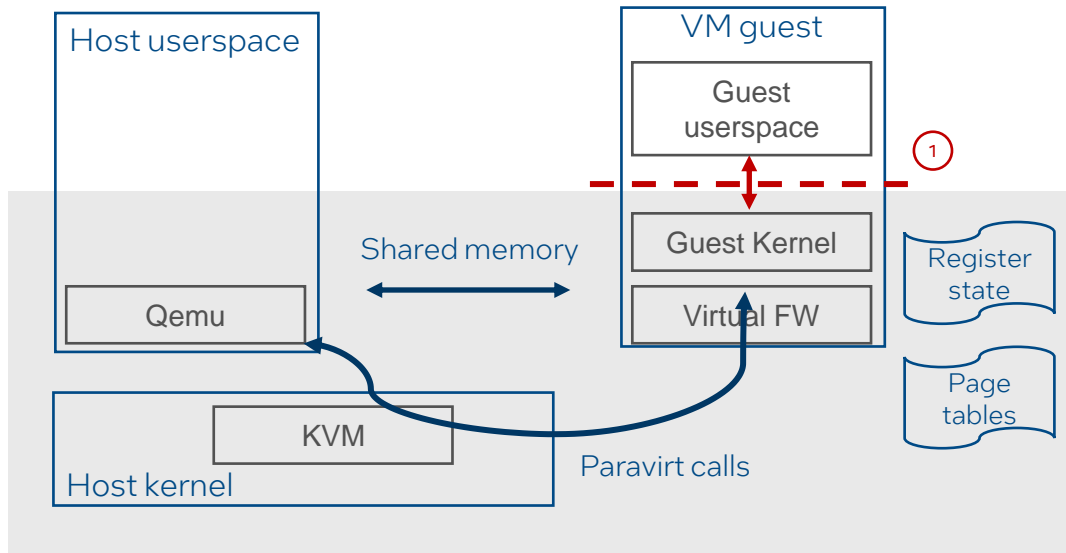 Host userspace
VM guest
Guest
userspace
1
Shared memory
Guest Kernel
Register
state
Qemu
Virtual FW
Page
tables
KVM
Paravirt calls
Host kernel